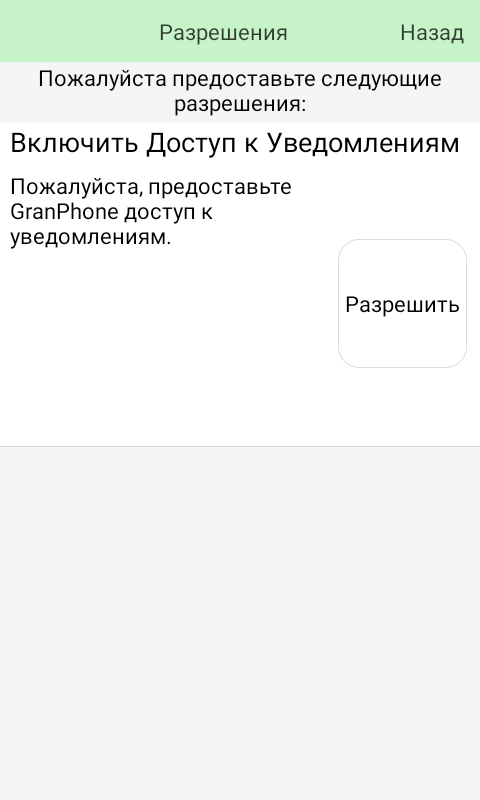 Разрешения
Назад
Пожалуйста предоставьте следующие
разрешения:
Включить Доступ к Уведомлениям
Пожалуйста, предоставьте
GranPhone доступ к
уведомлениям.
Разрешить